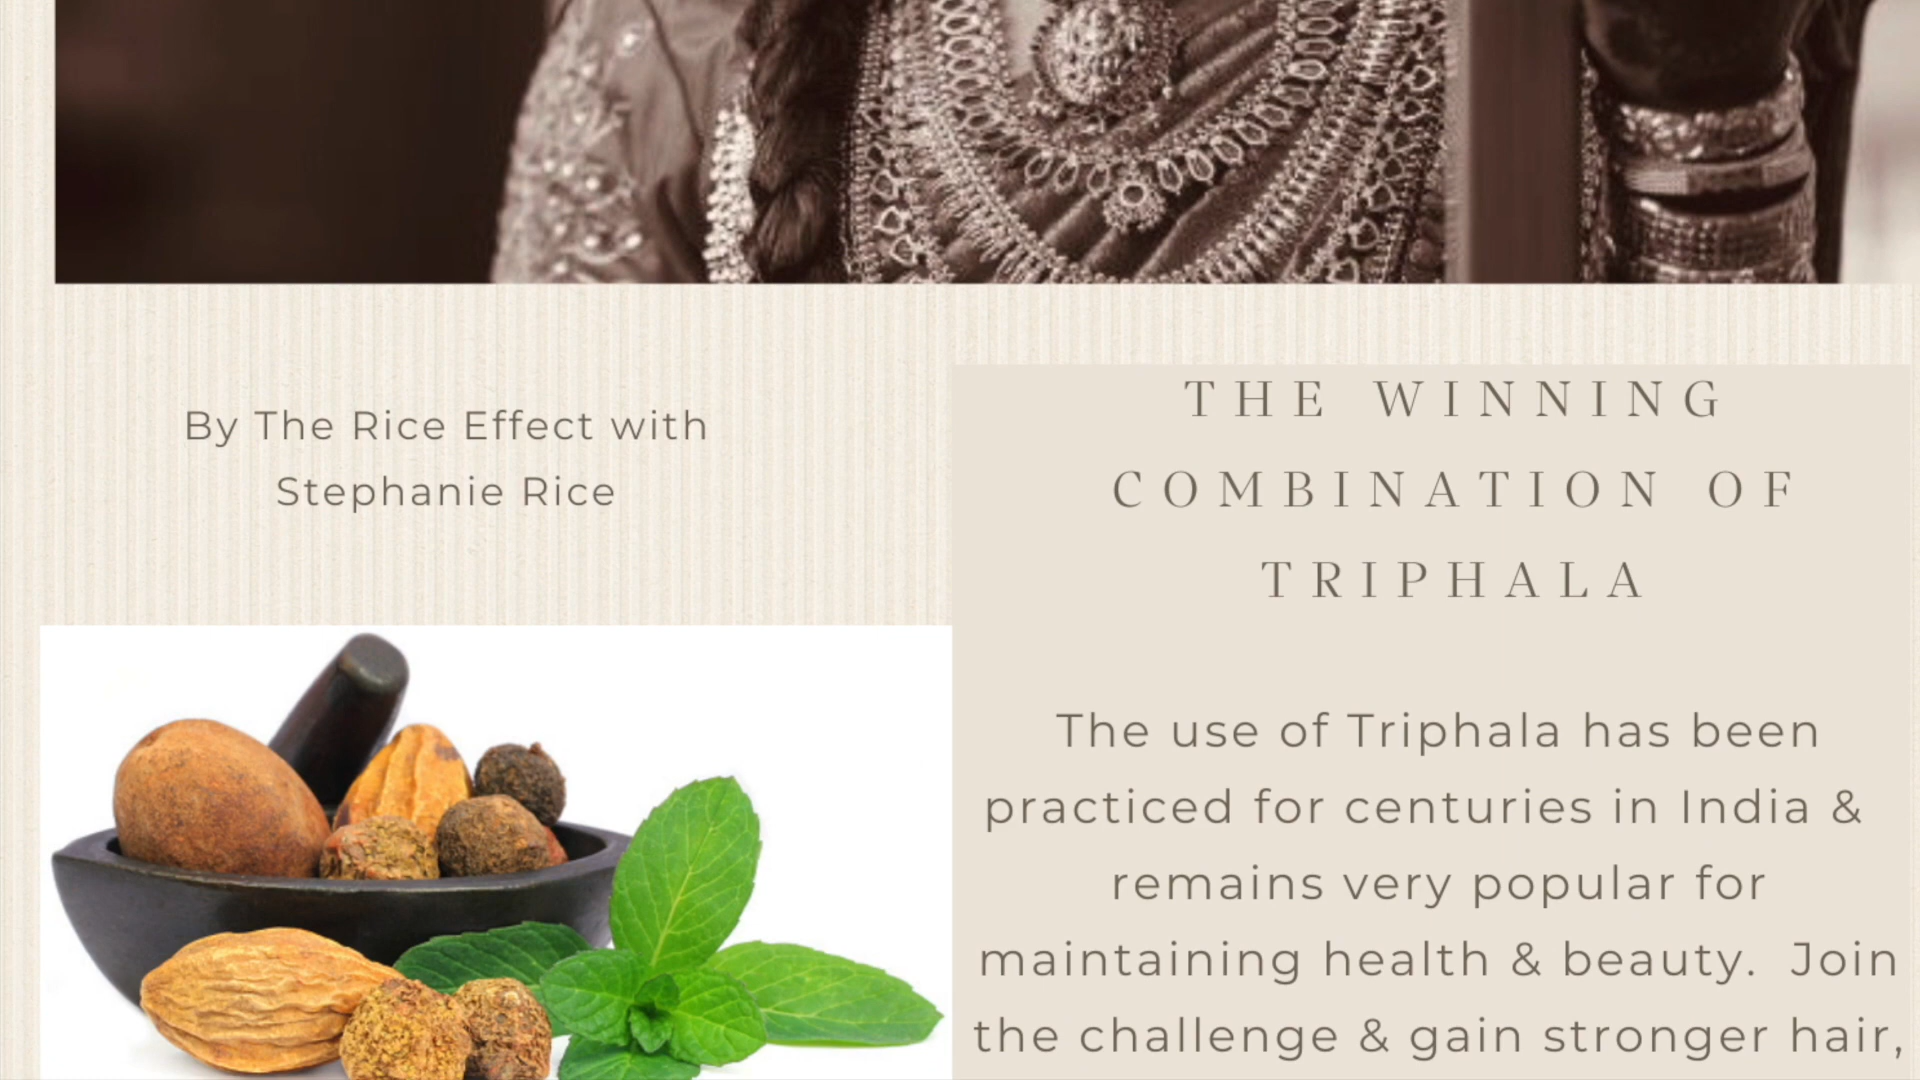 By The Rice Effect with
Stephanie Rice
THE WINNING
COMBINATION OF
TRIPHALA
The use of Triphala has been
practiced for centuries in India &
remains very popular for
maintaining health & beauty.  Join
the challenge & gain stronger hair,